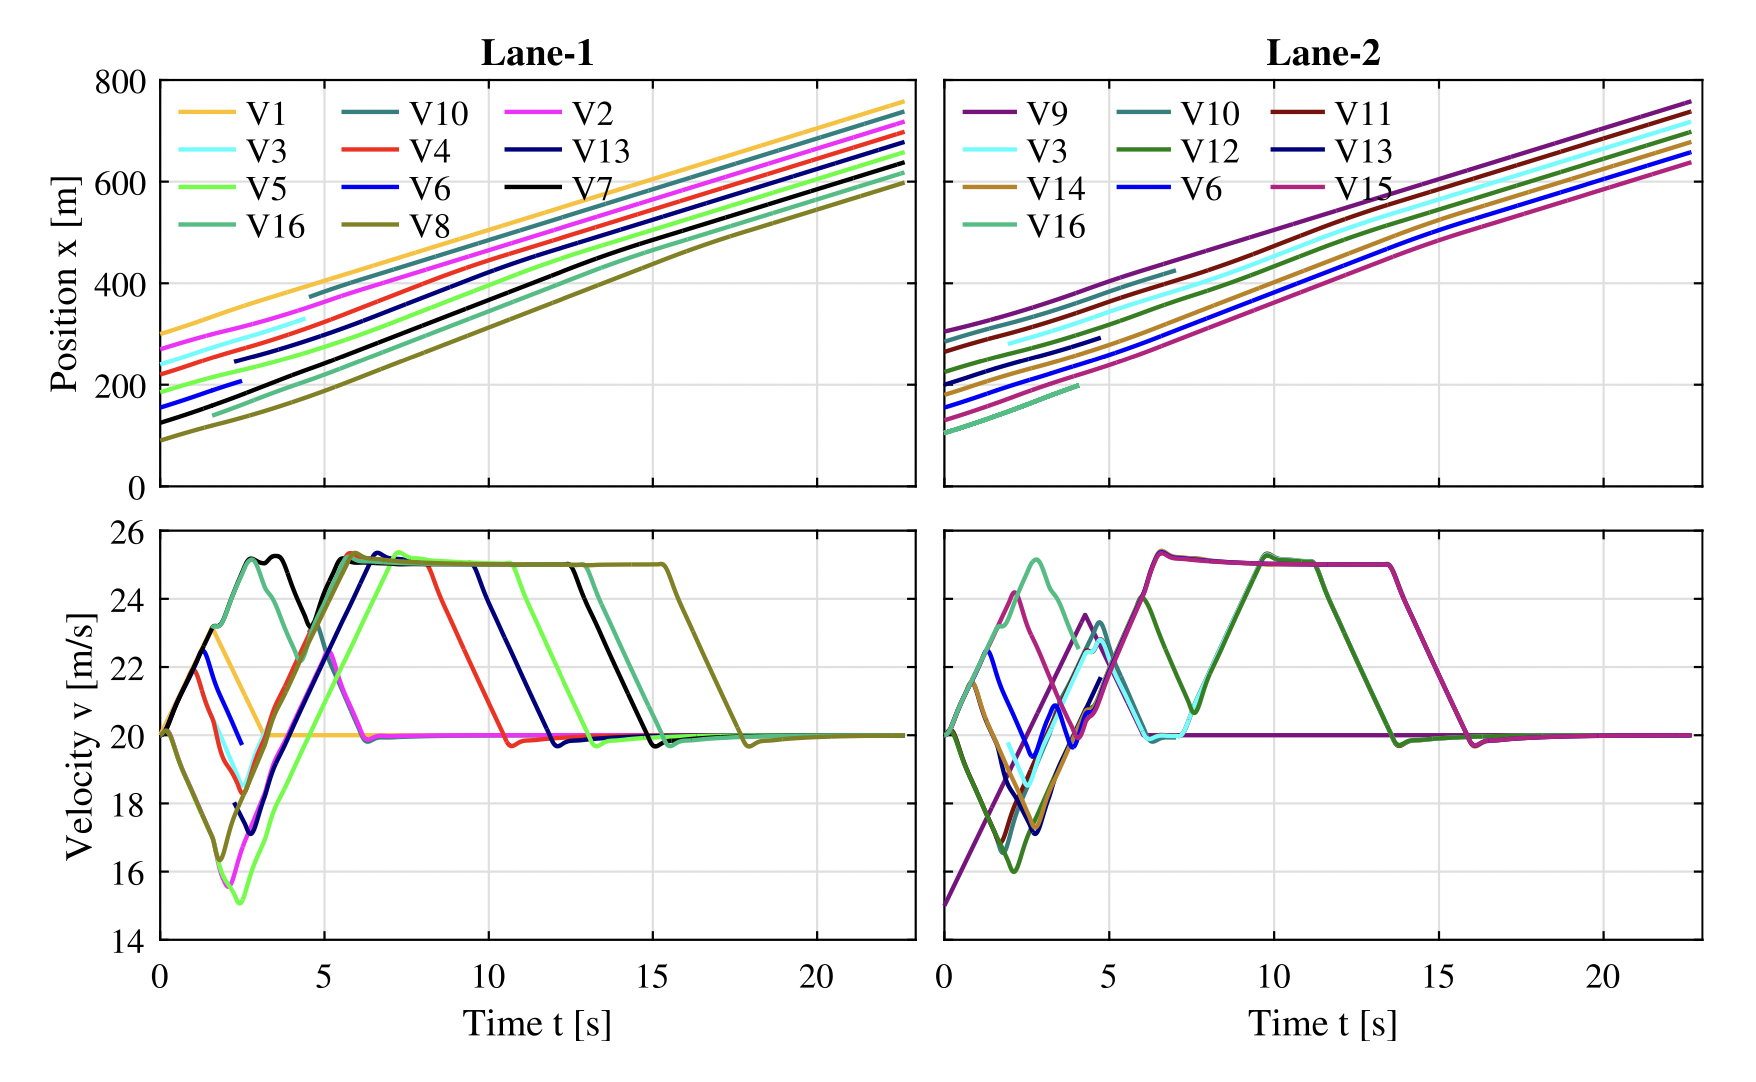 Lane-1
Lane-2
800
600
400
200
0
Position x [m]
V1 V10 V2
V3 V4 V13
V5 V6 V7
V16 V8
V9 V10 V11
V3 V12 V13
V14 V6 V15
V16
26
24
22
20
18
16
14
Velocity v [m/s]
0 5 10 15 20
0 5 10 15 20
Time t [s]
Time t [s]